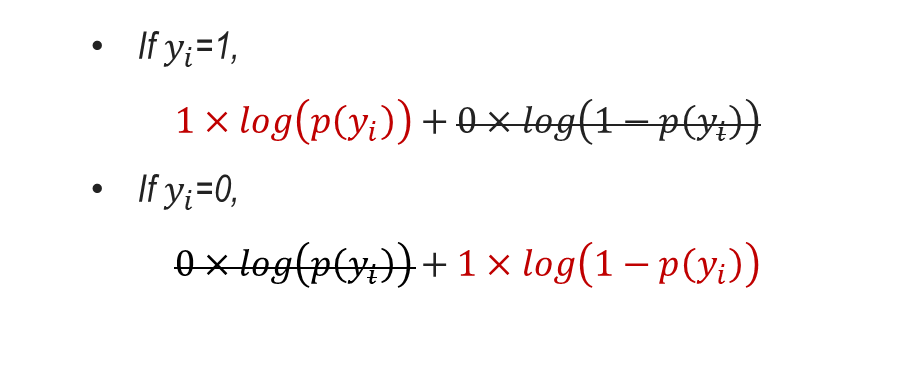 • If yᵢ=1,
1 × log(p(yᵢ)) + 0 × log(1 − p(yᵢ))
• If yᵢ=0,
0 × log(p(yᵢ)) + 1 × log(1 − p(yᵢ))